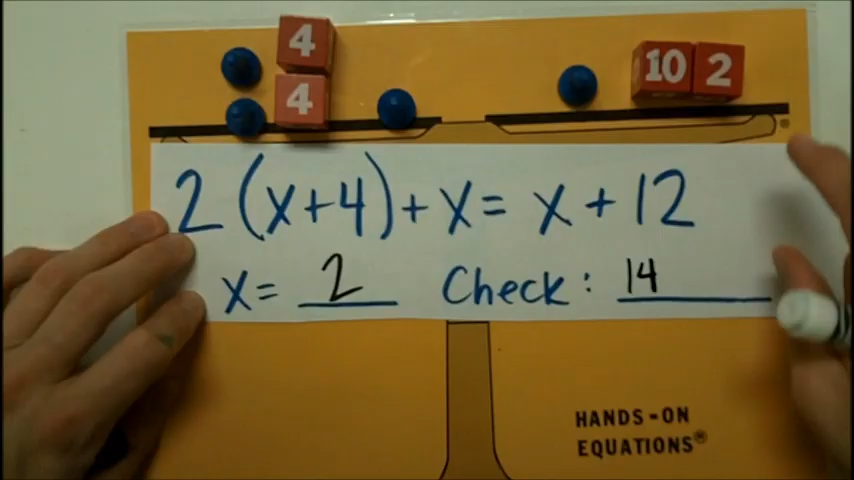 4
4
10 2
2(x+4)+x= x+12
x= 2 Check: 14
HANDS-ON
EQUATIONS®